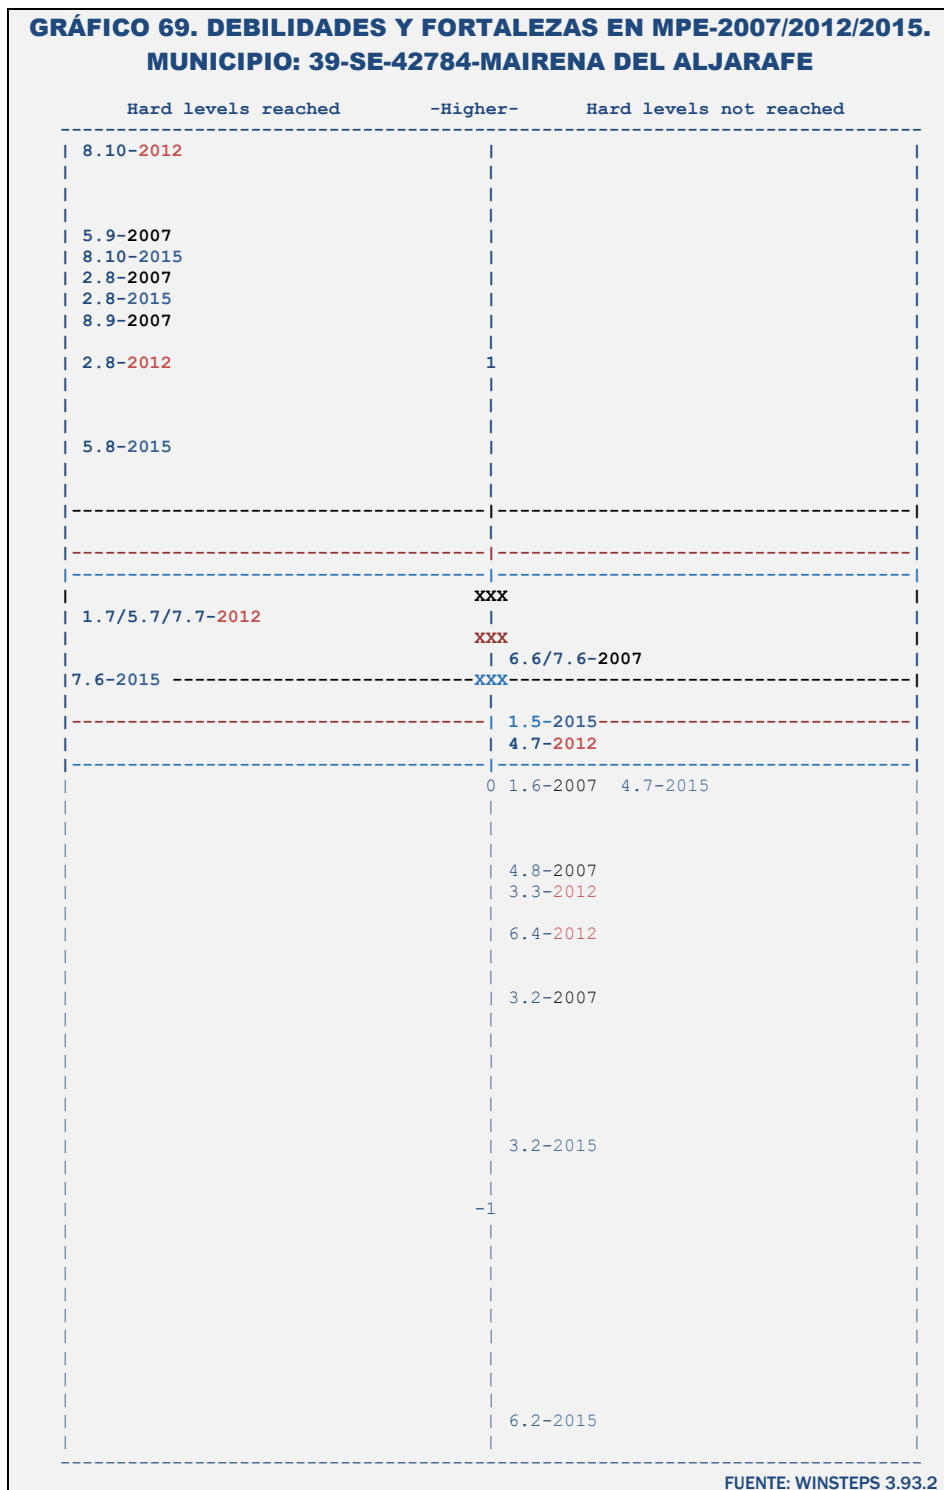 GRÁFICO 69. DEBILIDADES Y FORTALEZAS EN MPE-2007/2012/2015.
MUNICIPIO: 39-SE-42784-MAIRENA DEL ALJARAFE
Hard levels reached -Higher- Hard levels not reached
8.10-2012
5.9-2007
8.10-2015
2.8-2007
2.8-2015
8.9-2007
2.8-2012 1
5.8-2015
XXX
1.7/5.7/7.7-2012
XXX
6.6/7.6-2007
7.6-2015 XXX
1.5-2015
4.7-2012
0 1.6-2007 4.7-2015
4.8-2007
3.3-2012
6.4-2012
3.2-2007
3.2-2015
-1
6.2-2015
FUENTE: WINSTEPS 3.93.2